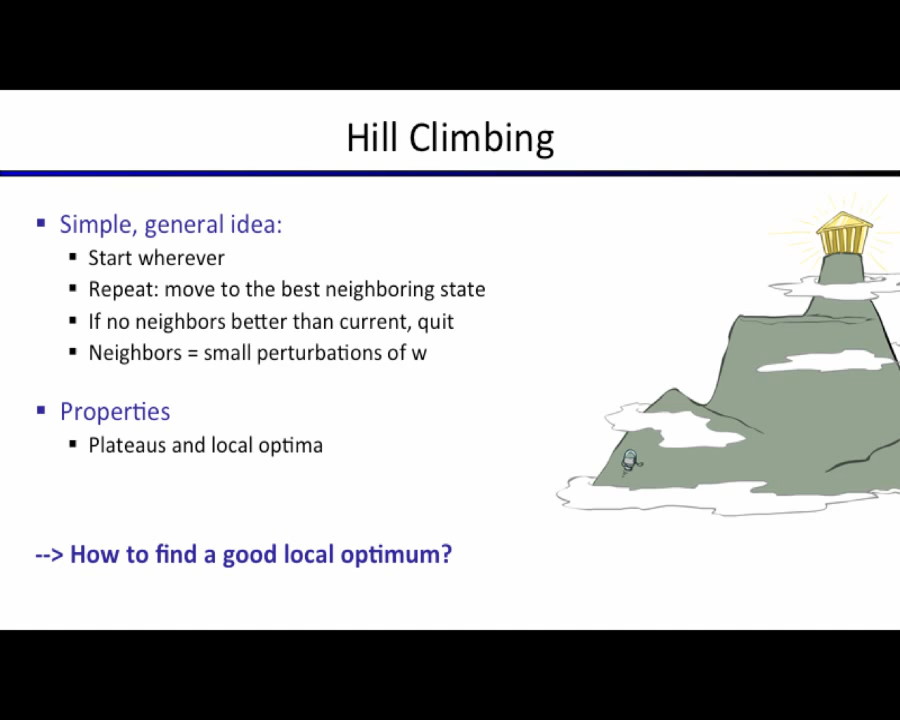 Hill Climbing
▪ Simple, general idea:
▪ Start wherever
▪ Repeat: move to the best neighboring state
▪ If no neighbors better than current, quit
▪ Neighbors = small perturbations of w
▪ Properties
▪ Plateaus and local optima
--> How to find a good local optimum?